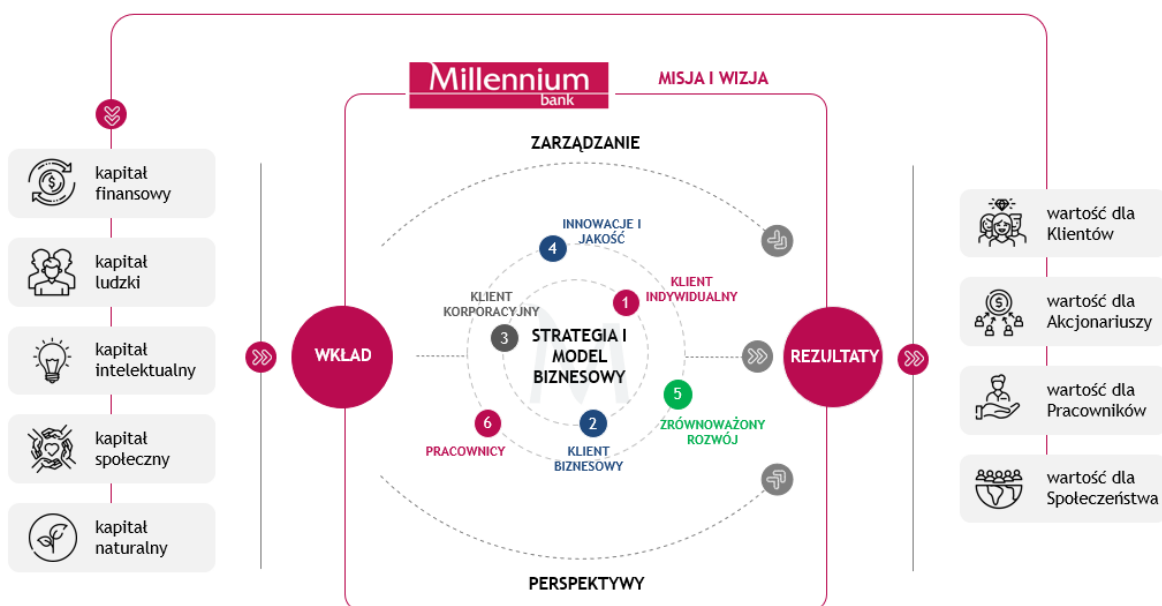 Millennium
bank
MISJA I WIZJA
ZARZĄDZANIE
kapitał
finansowy
kapitał
ludzki
kapitał
intelektualny
kapitał
społeczny
kapitał
naturalny
WKŁAD
INNOWACJE I
JAKOŚĆ
4
KLIENT
INDYWIDUALNY
1
KLIENT
KORPORACYJNY
3
STRATEGIA I
MODEL
BIZNESOWY
5
ZRÓWNOWAŻONY
ROZWÓJ
6
PRACOWNICY
2
KLIENT
BIZNESOWY
PERSPEKTYWY
REZULTATY
wartość dla
Klientów
wartość dla
Akcjonariuszy
wartość dla
Pracowników
wartość dla
Społeczeństwa